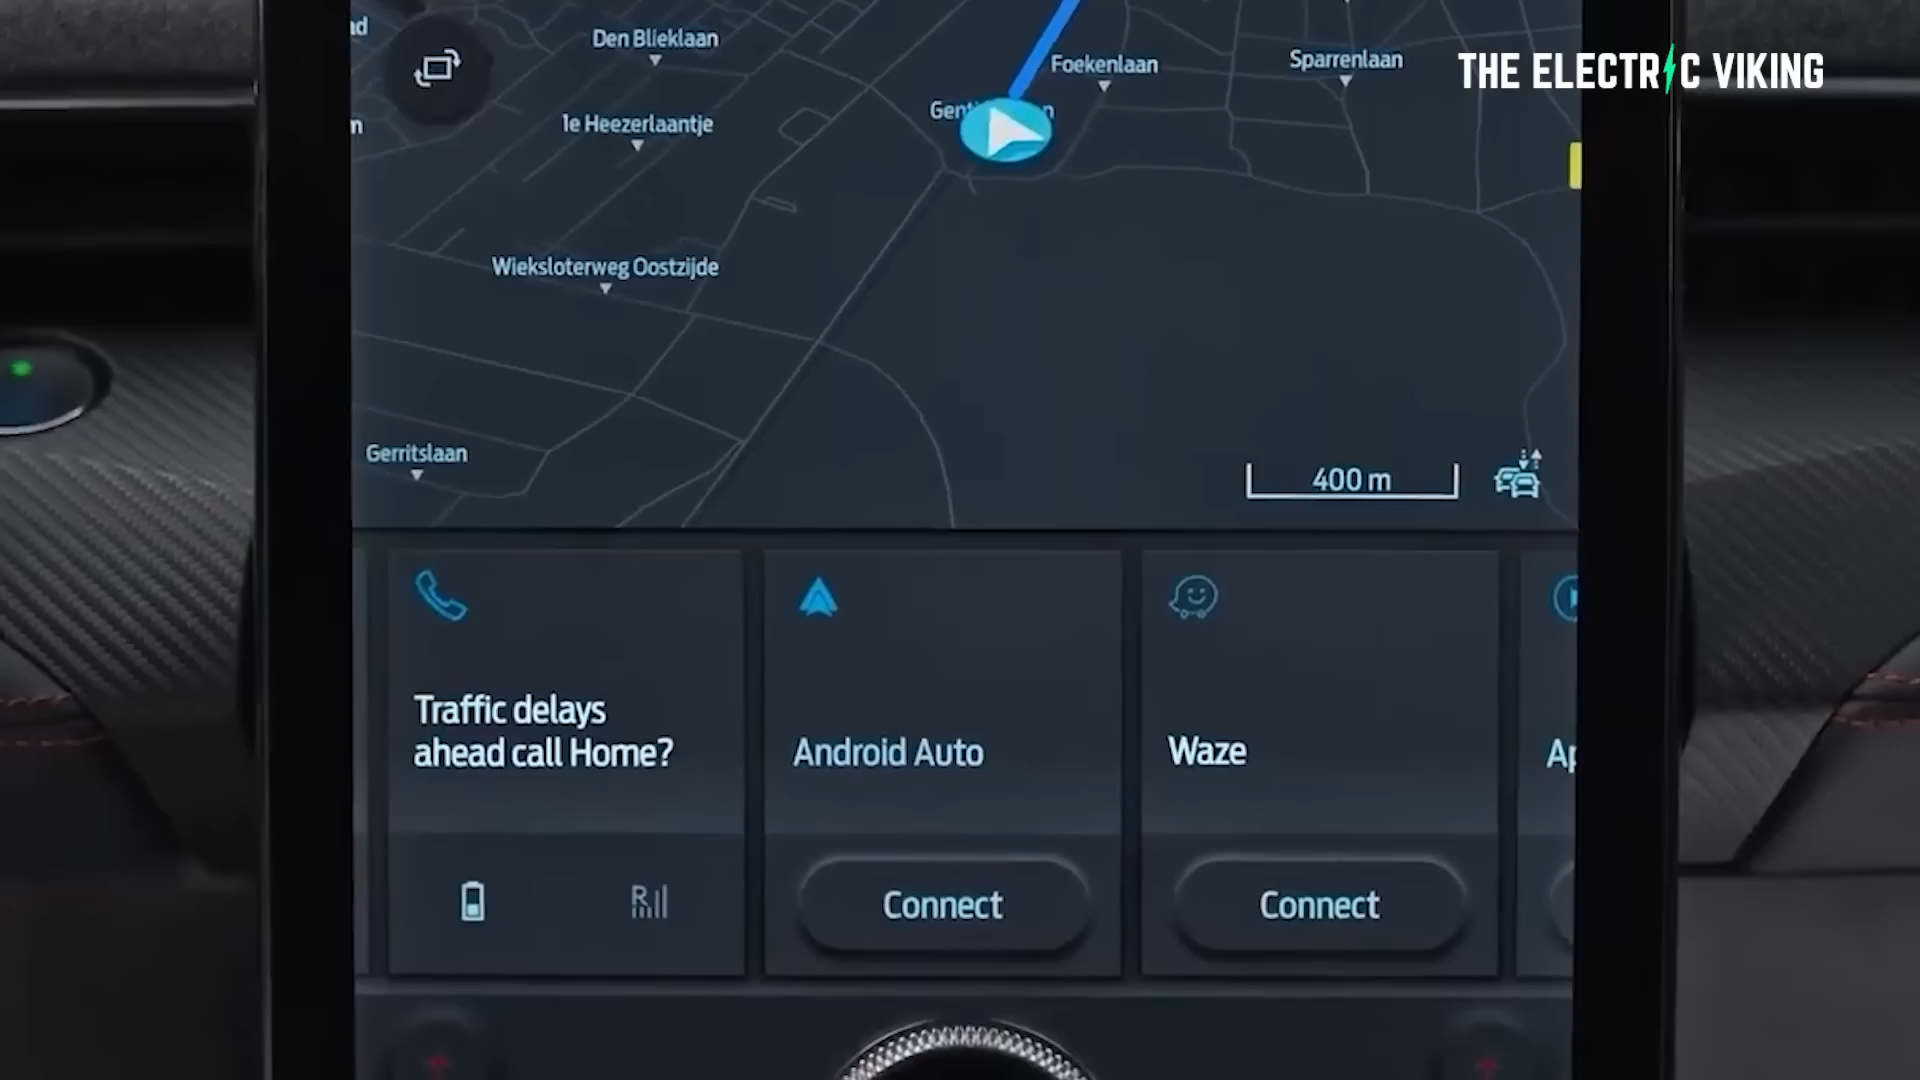 Den Blieklaan
Foekenlaan
Sparrenlaan
THE ELECTRIC VIKING
1e Heezerlaantje
Wieksloterweg Oostzijde
Gerritslaan
400 m
Traffic delays
ahead call Home?
Android Auto
Waze
R
Connect
Connect